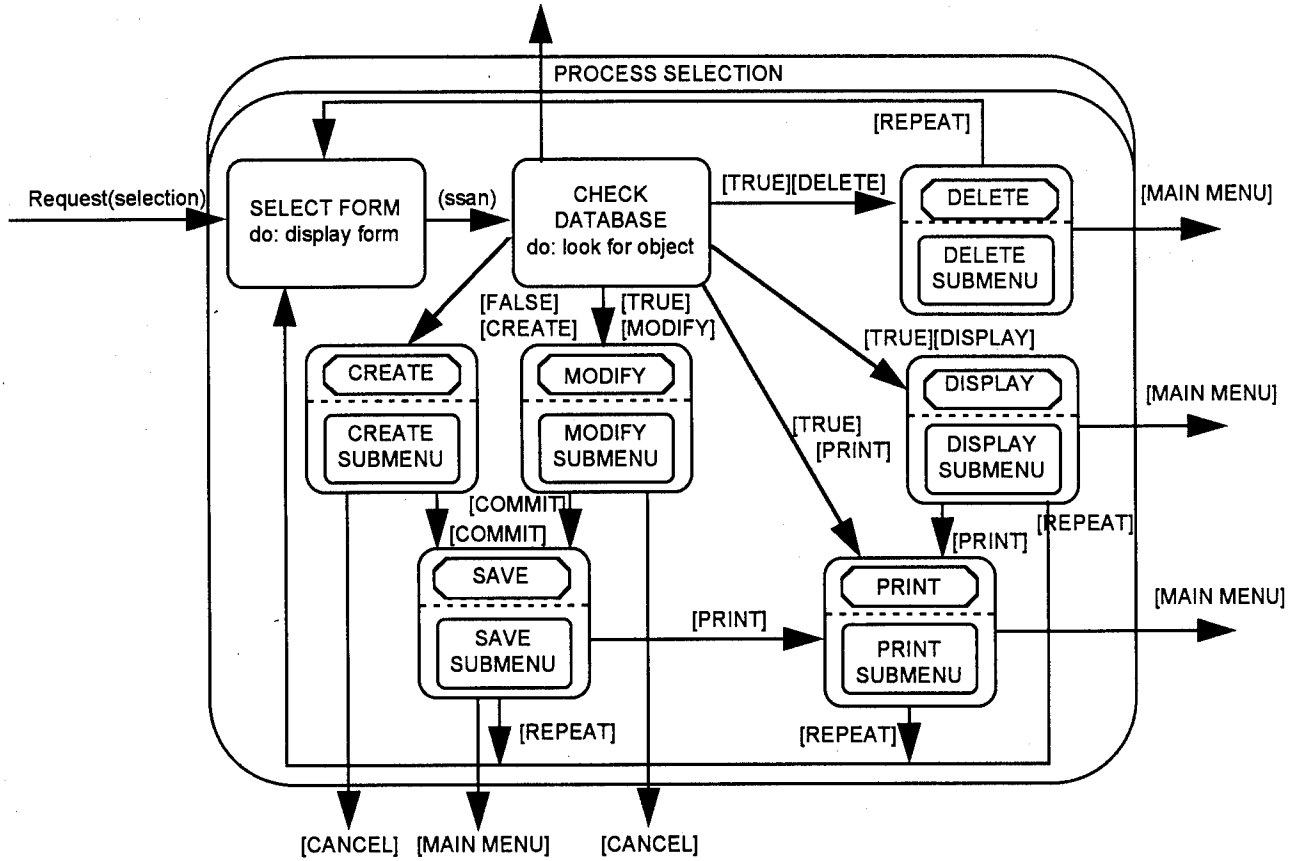 PROCESS SELECTION
[REPEAT]
Request(selection)
SELECT FORM
do: display form
(ssan)
CHECK
DATABASE
do: look for object
[TRUE][DELETE]
DELETE
DELETE
SUBMENU
[MAIN MENU]
[FALSE]
[CREATE]
[TRUE]
[MODIFY]
[TRUE][DISPLAY]
CREATE
CREATE
SUBMENU
MODIFY
MODIFY
SUBMENU
DISPLAY
DISPLAY
SUBMENU
[MAIN MENU]
[TRUE]
[PRINT]
[COMMIT]
[COMMIT]
[PRINT]
[REPEAT]
SAVE
SAVE
SUBMENU
[PRINT]
PRINT
PRINT
SUBMENU
[MAIN MENU]
[REPEAT]
[REPEAT]
[CANCEL]
[MAIN MENU]
[CANCEL]